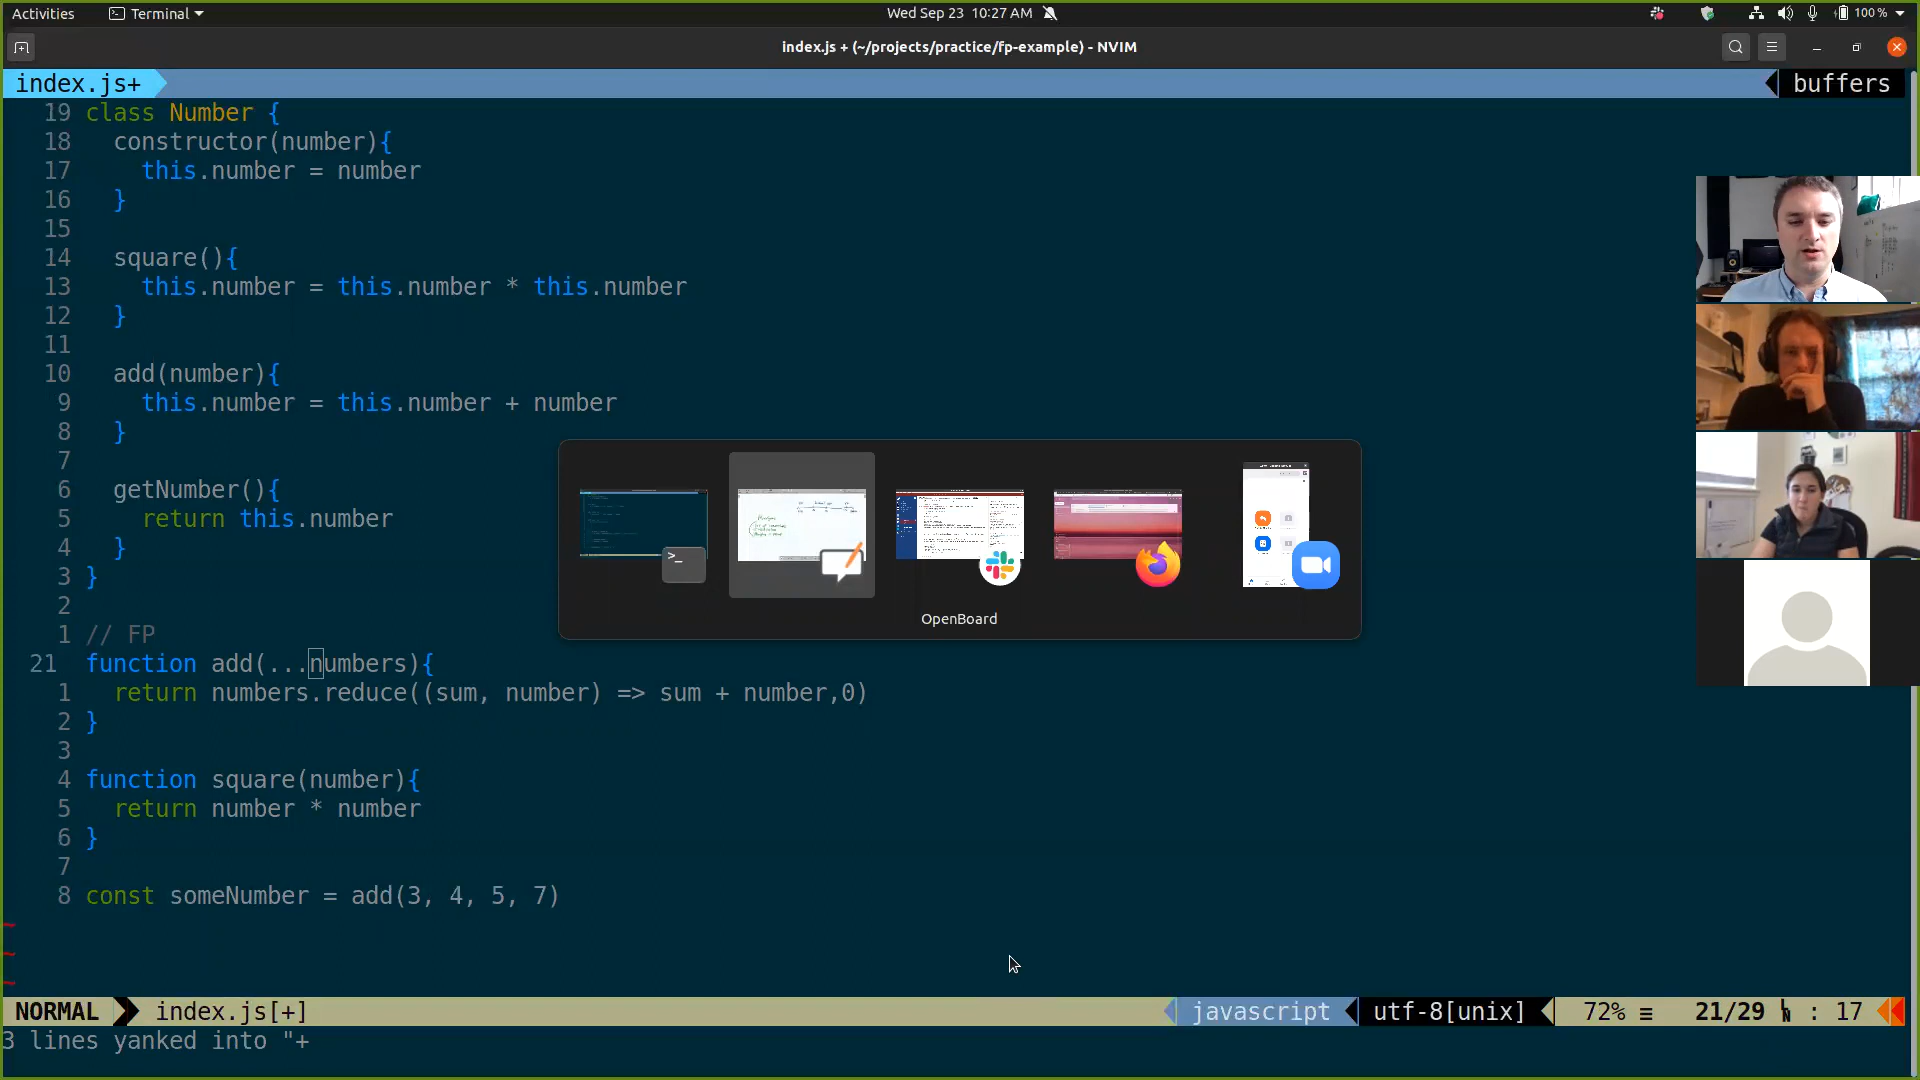 Activities Terminal Wed Sep 23 10:27 AM 100 %
index.js + (~/projects/practice/fp-example) - NVIM
index.js+ buffers
19 class Number {
18 constructor(number){
17 this.number = number
16 }
15
14 square(){
13 this.number = this.number * this.number
12 }
11
10 add(number){
9 this.number = this.number + number
8 }
7
6 getNumber(){
5 return this.number
4 }
3 }
2
1 // FP
21 function add(...numbers){
1 return numbers.reduce((sum, number) => sum + number,0)
2 }
3
4 function square(number){
5 return number * number
6 }
7
8 const someNumber = add(3, 4, 5, 7)
~
~
~
OpenBoard
NORMAL index.js[+] javascript utf-8[unix] 72% ≡ 21/29 : 17
3 lines yanked into "+